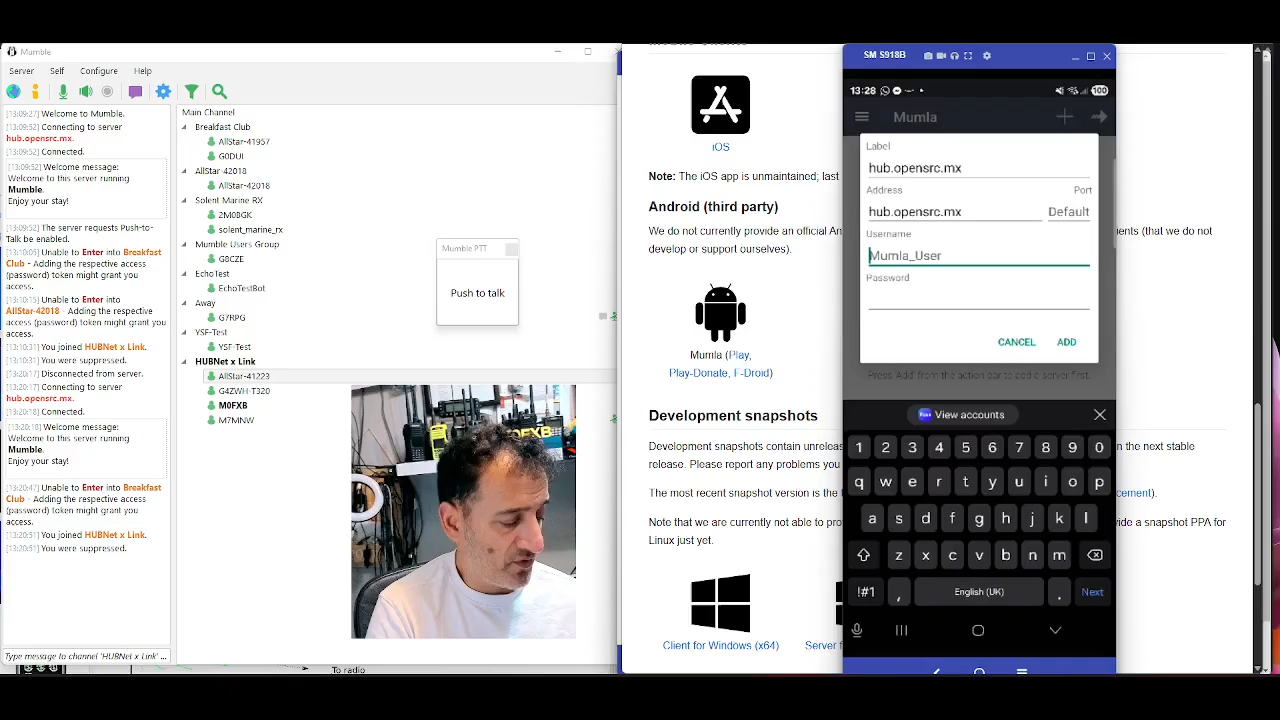 Mumble
Server Self Configure Help
[13:09:27] Welcome to Mumble.
[13:09:52] Connecting to server
hub.opensrc.mx.
[13:09:52] Connected.
[13:09:52] Welcome message:
Welcome to this server running
Mumble.
Enjoy your stay!
[13:09:52] The server requests Push-to-
Talk be enabled.
[13:10:05] Unable to Enter into Breakfast
Club - Adding the respective access
(password) token might grant you
access.
[13:10:15] Unable to Enter into
AllStar-42018 - Adding the respective
access (password) token might grant
you access.
[13:10:31] You joined HUBNet x Link.
[13:10:31] You were suppressed.
[13:20:17] Disconnected from server.
[13:20:17] Connecting to server
hub.opensrc.mx.
[13:20:18] Connected.
[13:20:18] Welcome message:
Welcome to this server running
Mumble.
Enjoy your stay!
[13:20:47] Unable to Enter into Breakfast
Club - Adding the respective access
(password) token might grant you
access.
[13:20:51] You joined HUBNet x Link.
[13:20:51] You were suppressed.
Type message to channel 'HUBNet x Link' ...
Main Channel
Breakfast Club
AllStar-41957
G0DUI
AllStar-42018
AllStar-42018
Solent Marine RX
2M0BGK
solent_marine_rx
Mumble Users Group
G8CZE
EchoTest
EchoTestBot
Away
G7RPG
YSF-Test
YSF-Test
HUBNet x Link
AllStar-41223
G4ZWH-T320
M0FXB
M7MNW
Mumble PTT
Push to talk
To radio
iOS
Note: The iOS app is unmaintained; last
Android (third party)
We do not currently provide an official An
develop or support ourselves).
ents (that we do not
Mumla (Play,
Play-Donate, F-Droid)
Development snapshots
Development snapshots contain unreleas
release. Please report any problems you
n the next stable
The most recent snapshot version is the
ement).
Note that we are currently not able to pro
Linux just yet.
vide a snapshot PPA for
Client for Windows (x64)
Server f
SM S918B
13:28
100
Mumla
Label
hub.opensrc.mx
Address Port
hub.opensrc.mx Default
Username
Mumla_User
Password
CANCEL ADD
Press 'Add' from the action bar to add a server first.
View accounts
1 2 3 4 5 6 7 8 9 0
q w e r t y u i o p
a s d f g h j k l
z x c v b n m
!#1 , English (UK) . Next